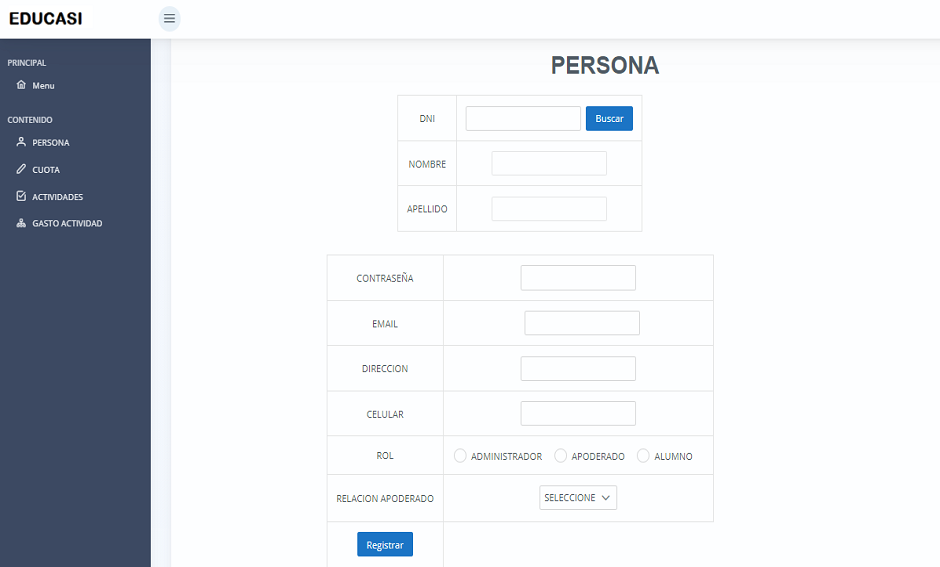 EDUCASI
PRINCIPAL
Menu
CONTENIDO
PERSONA
CUOTA
ACTIVIDADES
GASTO ACTIVIDAD
PERSONA
DNI Buscar
NOMBRE
APELLIDO
CONTRASEÑA
EMAIL
DIRECCION
CELULAR
ROL ADMINISTRADOR APODERADO ALUMNO
RELACION APODERADO SELECCIONE
Registrar